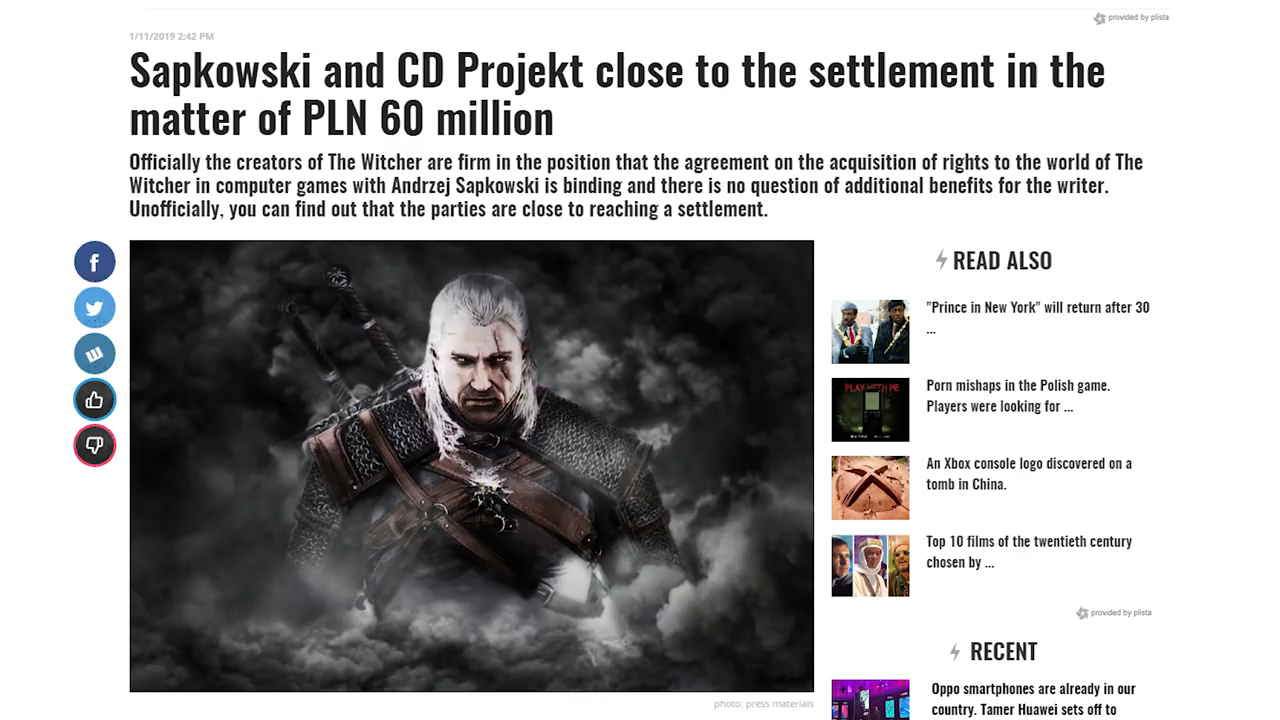 provided by plista
1/11/2019 2:42 PM
Sapkowski and CD Projekt close to the settlement in the
matter of PLN 60 million
Officially the creators of The Witcher are firm in the position that the agreement on the acquisition of rights to the world of The
Witcher in computer games with Andrzej Sapkowski is binding and there is no question of additional benefits for the writer.
Unofficially, you can find out that the parties are close to reaching a settlement.
photo: press materials
READ ALSO
"Prince in New York" will return after 30
...
PLAY WITH ME
Porn mishaps in the Polish game.
Players were looking for ...
An Xbox console logo discovered on a
tomb in China.
Top 10 films of the twentieth century
chosen by ...
provided by plista
RECENT
Oppo smartphones are already in our
country. Tamer Huawei sets off to